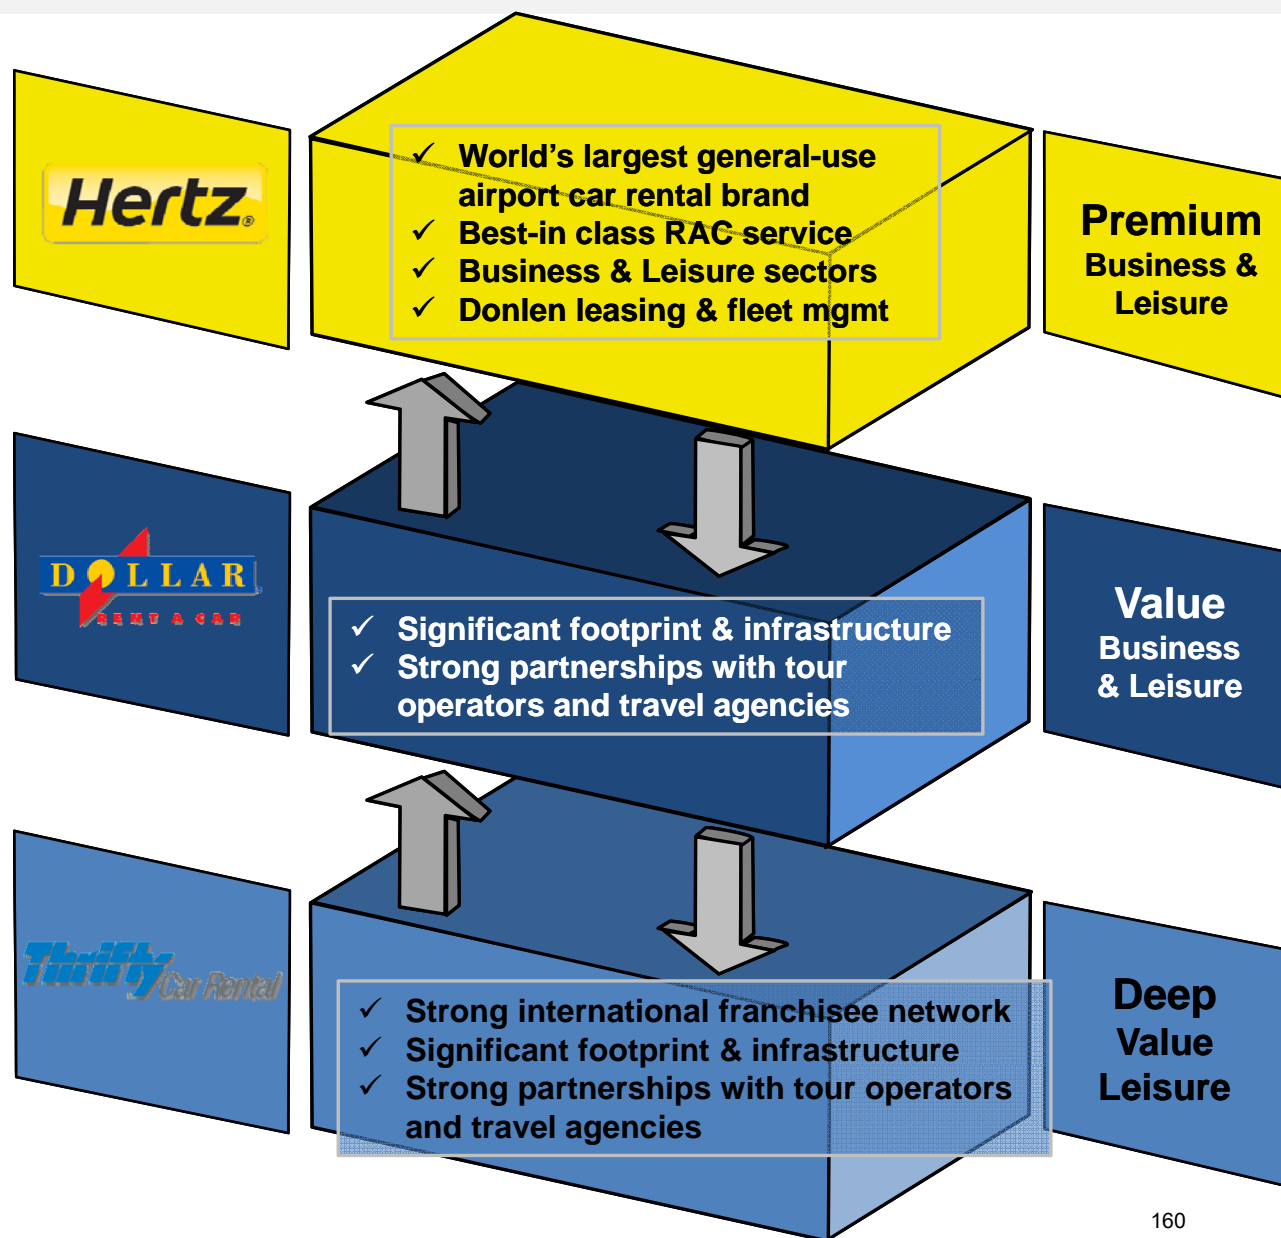 Hertz®
✓ World's largest general-use
airport car rental brand
✓ Best-in class RAC service
✓ Business & Leisure sectors
✓ Donlen leasing & fleet mgmt
Premium
Business &
Leisure
DOLLAR
RENT A CAR
✓ Significant footprint & infrastructure
✓ Strong partnerships with tour
operators and travel agencies
Value
Business
& Leisure
Thrifty
Car Rental
✓ Strong international franchisee network
✓ Significant footprint & infrastructure
✓ Strong partnerships with tour operators
and travel agencies
Deep
Value
Leisure
160